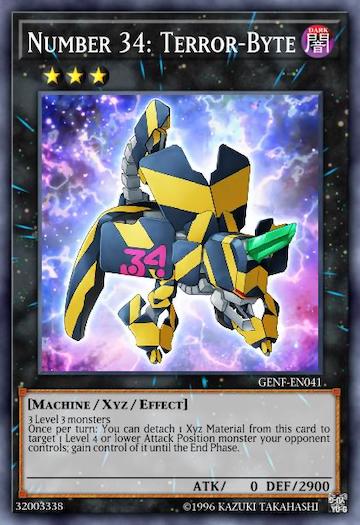 NUMBER 34: TERROR-BYTE
DARK
闇
34
GENF-EN041
[MACHINE / XYZ / EFFECT]
3 Level 3 monsters
Once per turn: You can detach 1 Xyz Material from this card to
target 1 Level 4 or lower Attack Position monster your opponent
controls; gain control of it until the End Phase.
ATK/ 0 DEF/2900
32003338
©1996 KAZUKI TAKAHASHI